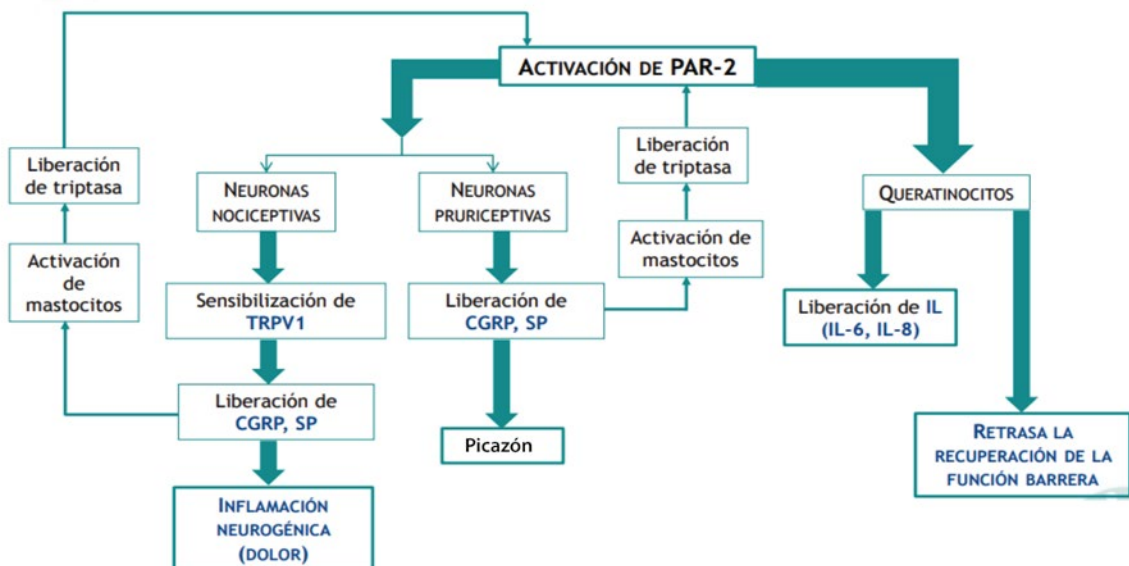 ACTIVACIÓN DE PAR-2
Liberación
de triptasa
Activación
de
mastocitos
NEURONAS
NOCICEPTIVAS
Sensibilización de
TRPV1
Liberación de
CGRP, SP
INFLAMACIÓN
NEUROGÉNICA
(DOLOR)
NEURONAS
PRURICEPTIVAS
Liberación de
CGRP, SP
Picazón
Liberación
de triptasa
Activación de
mastocitos
QUERATINOCITOS
Liberación de IL
(IL-6, IL-8)
RETRASA LA
RECUPERACIÓN DE LA
FUNCIÓN BARRERA